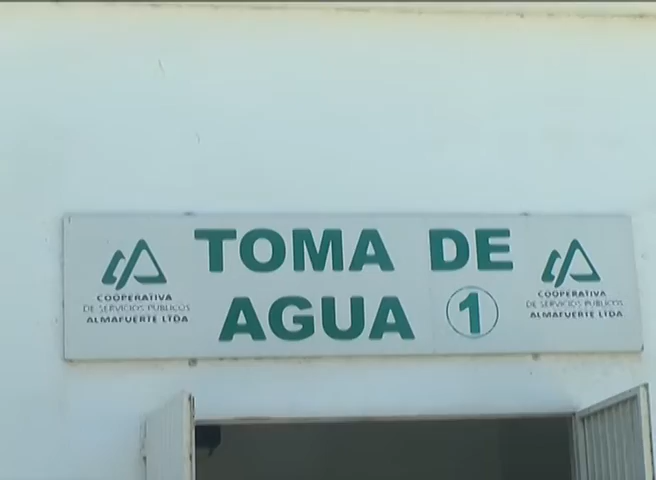 TOMA DE
AGUA 1
COOPERATIVA
DE SERVICIOS PUBLICOS
ALMAFUERTE LTDA
COOPERATIVA
DE SERVICIOS PUBLICOS
ALMAFUERTE LTDA